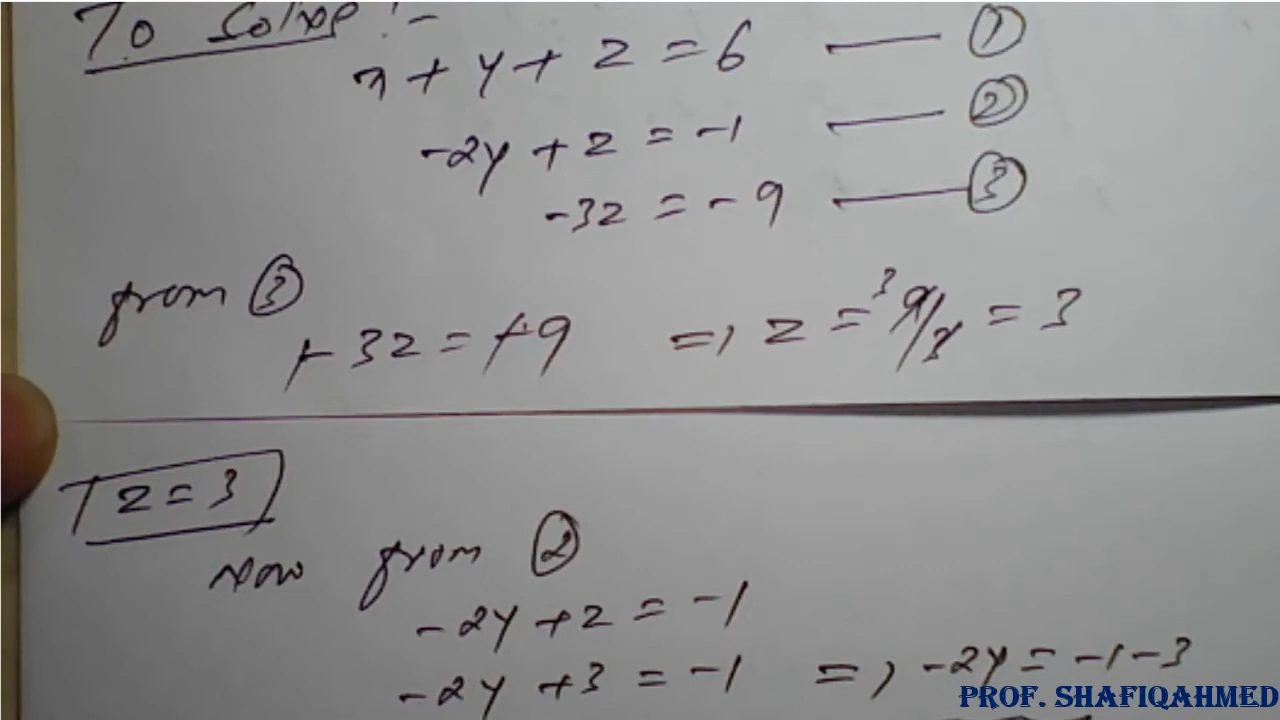 To Solve :-
x + y + z = 6 —— ①
-2y + z = -1 —— ②
-3z = -9 —— ③
from ③
+ 3z = +9 => z = ³ 9/3 = 3
z = 3
Now from ②
-2y + z = -1
-2y + 3 = -1 => -2y = -1-3
PROF. SHAFIQAHMED